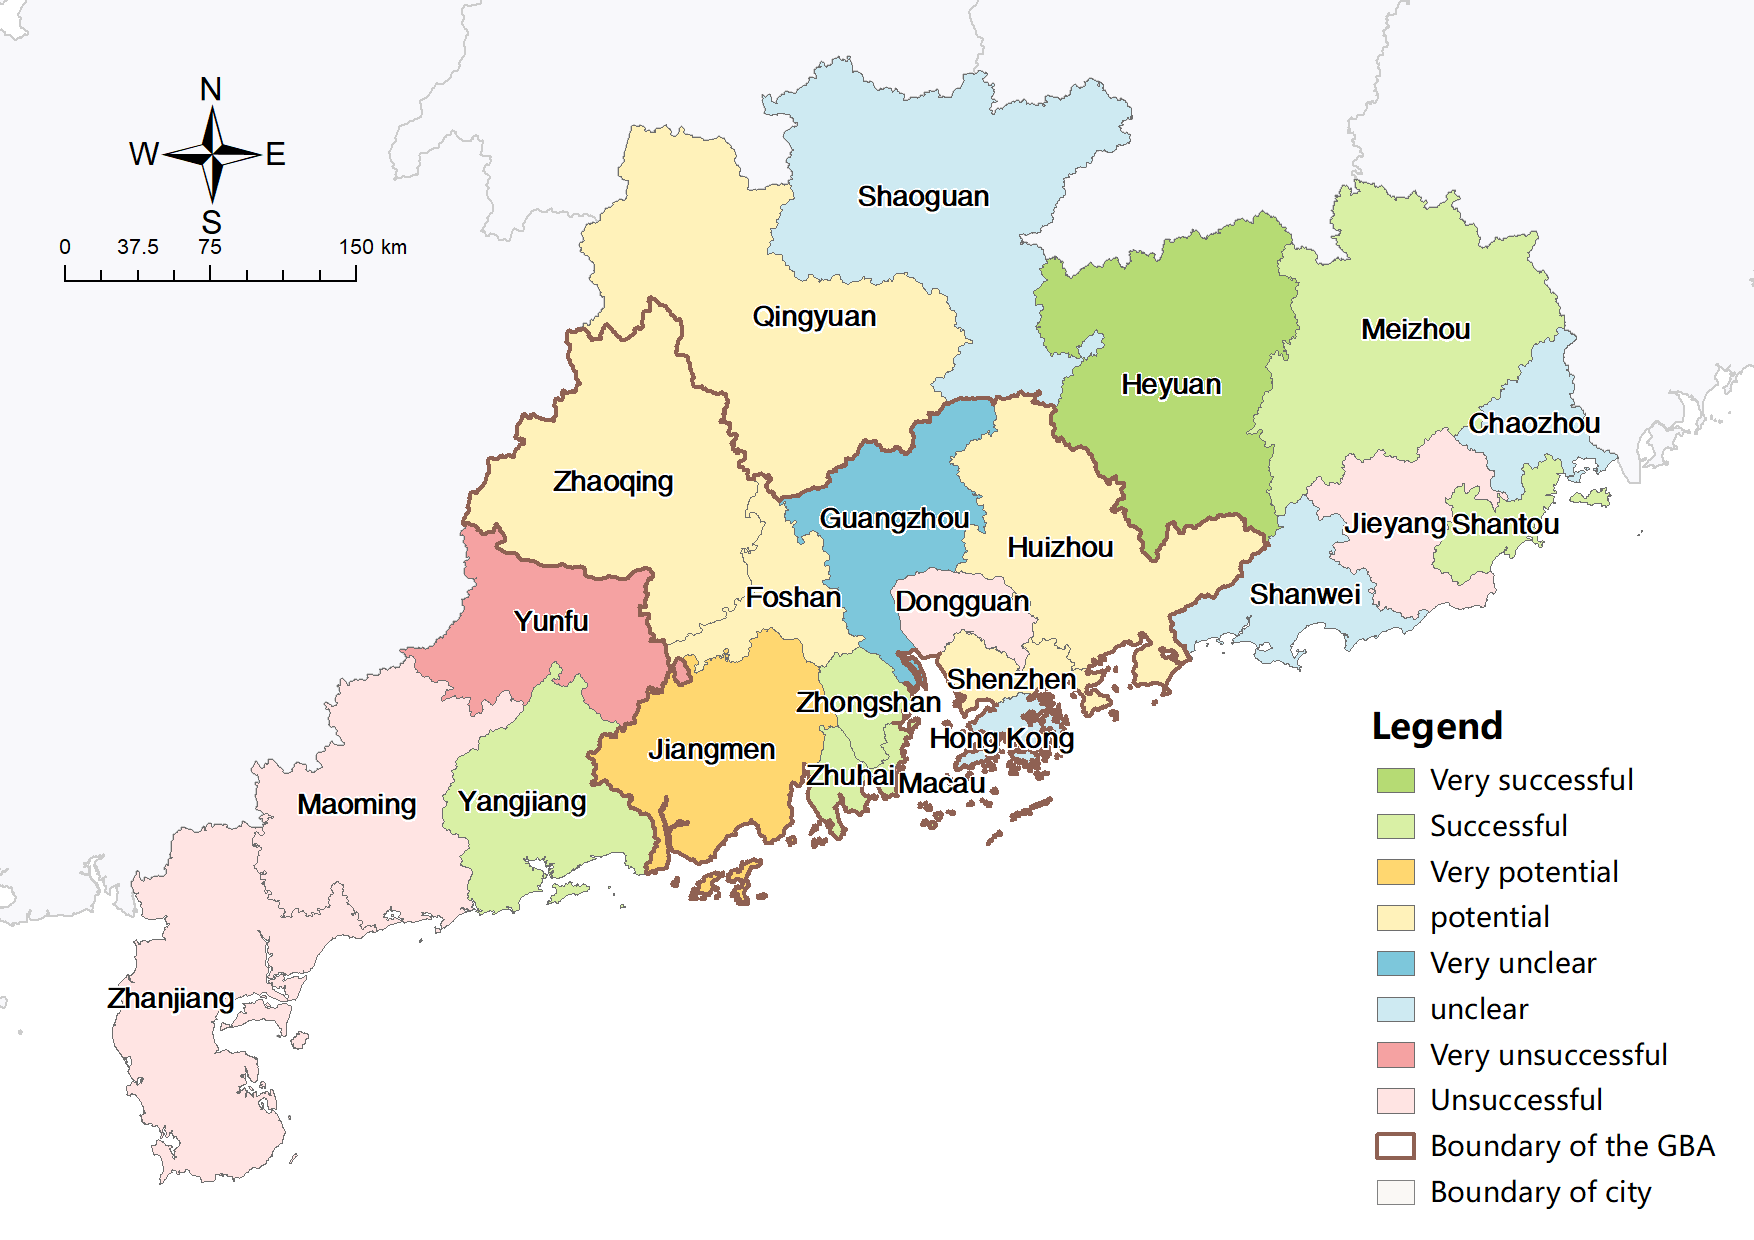 N
W E
S
0 37.5 75 150 km
Shaoguan
Qingyuan
Meizhou
Heyuan
Chaozhou
Zhaoqing
Guangzhou
Jieyang Shantou
Huizhou
Shanwei
Foshan
Dongguan
Yunfu
Shenzhen
Zhongshan
Hong Kong
Jiangmen
Zhuhai
Macau
Maoming
Yangjiang
Zhanjiang
Legend
Very successful
Successful
Very potential
potential
Very unclear
unclear
Very unsuccessful
Unsuccessful
Boundary of the GBA
Boundary of city